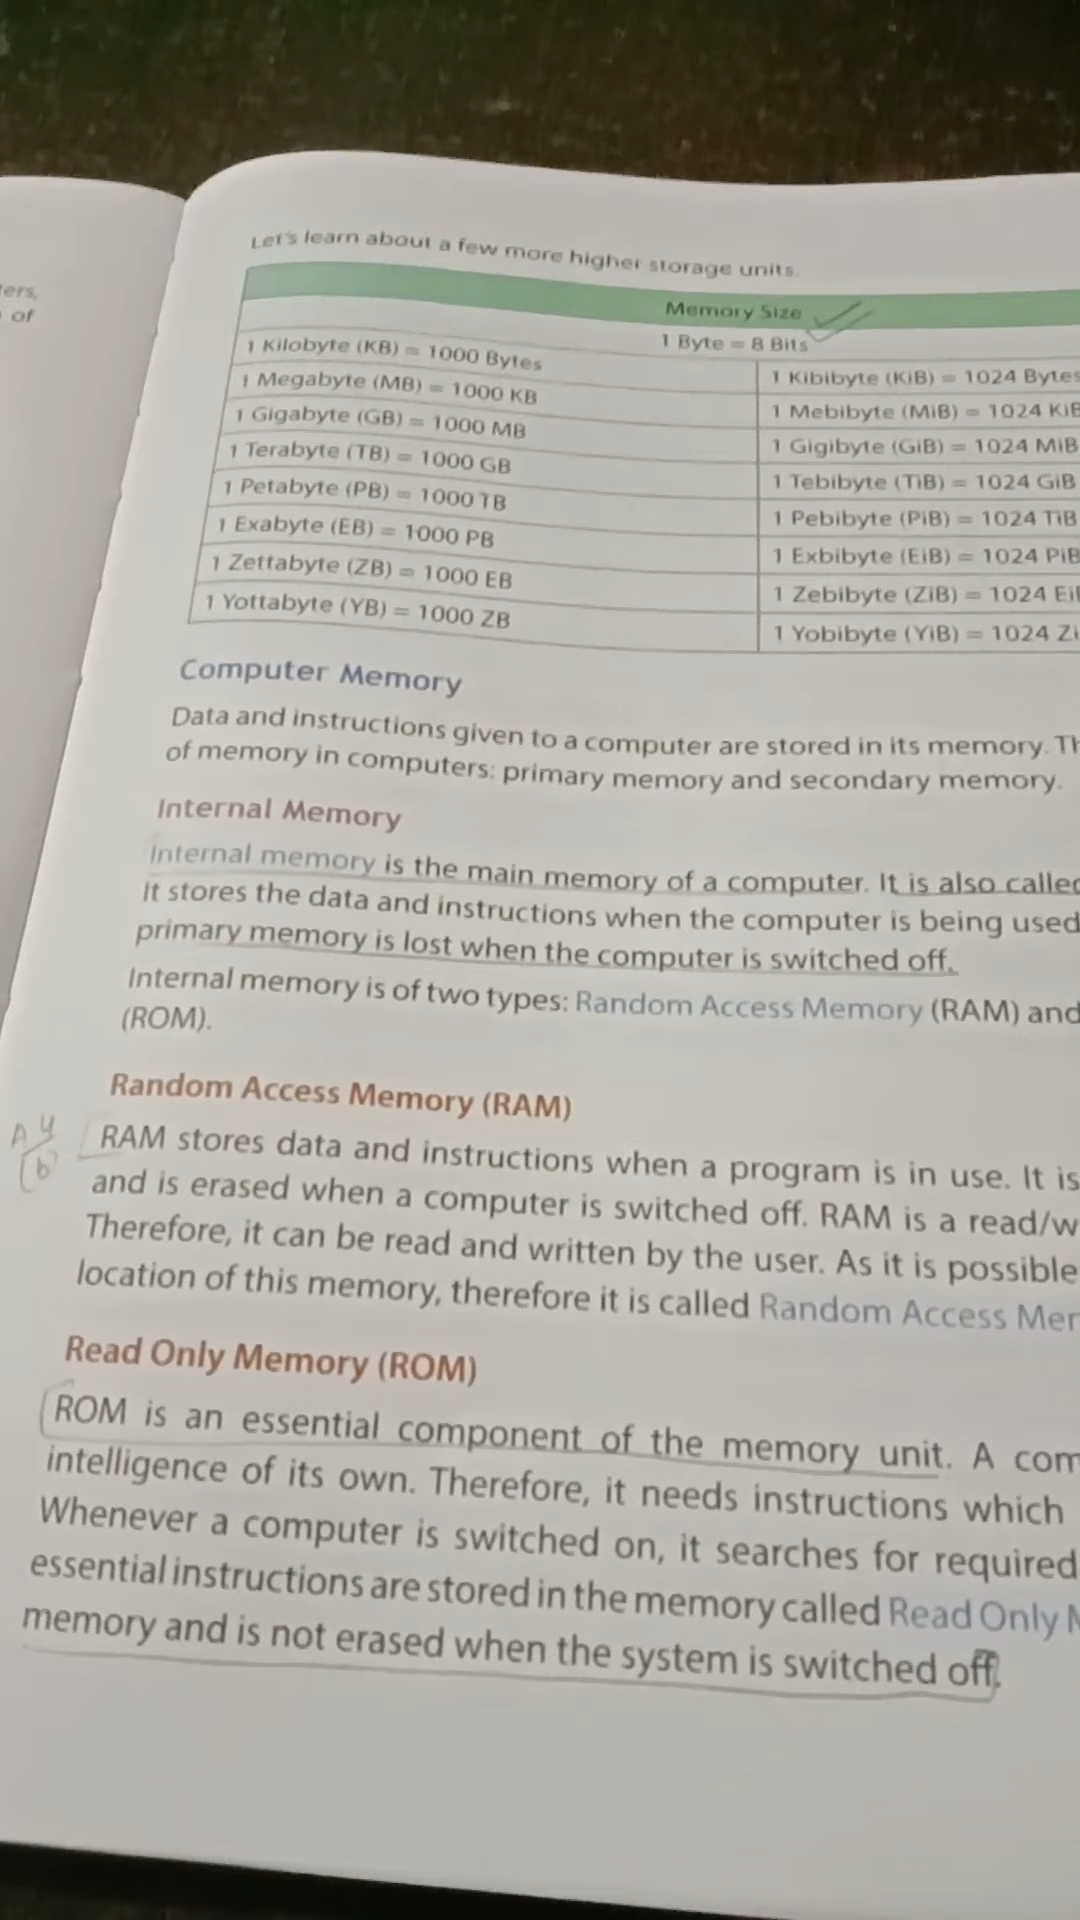 ers,
of
Let's learn about a few more higher storage units.
Memory Size
1 Byte = 8 Bits
1 Kilobyte (KB) = 1000 Bytes
1 Kibibyte (KiB) = 1024 Bytes
1 Megabyte (MB) = 1000 KB
1 Mebibyte (MiB) = 1024 KiB
1 Gigabyte (GB) = 1000 MB
1 Gigibyte (GiB) = 1024 MiB
1 Terabyte (TB) = 1000 GB
1 Tebibyte (TiB) = 1024 GiB
1 Petabyte (PB) = 1000 TB
1 Pebibyte (PiB) = 1024 TiB
1 Exabyte (EB) = 1000 PB
1 Exbibyte (EiB) = 1024 PiB
1 Zettabyte (ZB) = 1000 EB
1 Zebibyte (ZiB) = 1024 Ei
1 Yottabyte (YB) = 1000 ZB
1 Yobibyte (YiB) = 1024 Zi
Computer Memory
Data and instructions given to a computer are stored in its memory. Th
of memory in computers: primary memory and secondary memory.
Internal Memory
Internal memory is the main memory of a computer. It is also called
It stores the data and instructions when the computer is being used
primary memory is lost when the computer is switched off.
Internal memory is of two types: Random Access Memory (RAM) and
(ROM).
Random Access Memory (RAM)
RAM stores data and instructions when a program is in use. It is
and is erased when a computer is switched off. RAM is a read/w
Therefore, it can be read and written by the user. As it is possible
location of this memory, therefore it is called Random Access Mem
Read Only Memory (ROM)
ROM is an essential component of the memory unit. A com
intelligence of its own. Therefore, it needs instructions which
Whenever a computer is switched on, it searches for required
essential instructions are stored in the memory called Read Only M
memory and is not erased when the system is switched off.